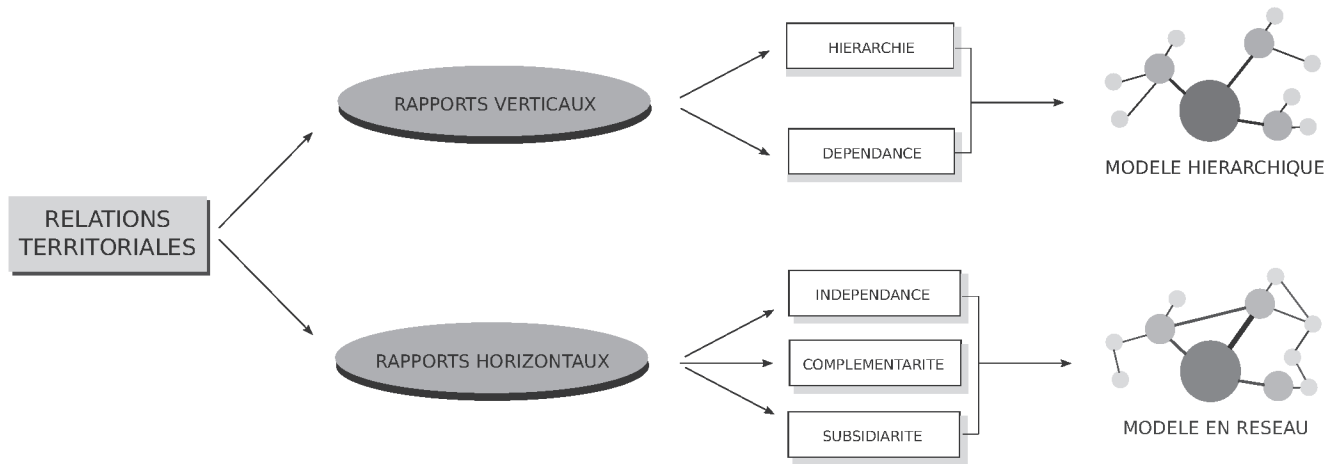 RELATIONS
TERRITORIALES
RAPPORTS VERTICAUX
HIERARCHIE
DEPENDANCE
MODELE HIERARCHIQUE
RAPPORTS HORIZONTAUX
INDEPENDANCE
COMPLEMENTARITE
SUBSIDIARITE
MODELE EN RESEAU